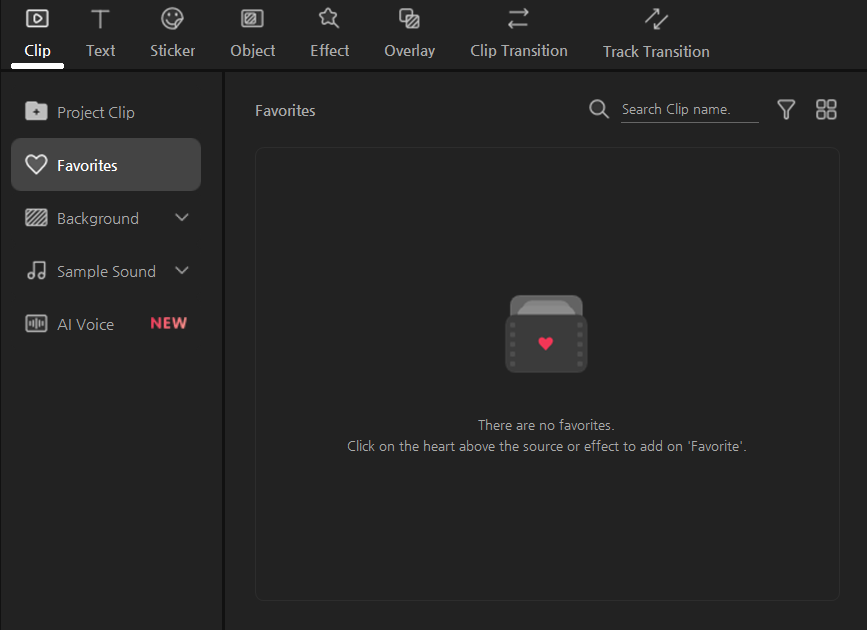 Clip
Text
Sticker
Object
Effect
Overlay
Clip Transition
Track Transition
Project Clip
Favorites
Background
Sample Sound
AI Voice NEW
Favorites
Search Clip name.
There are no favorites.
Click on the heart above the source or effect to add on 'Favorite'.